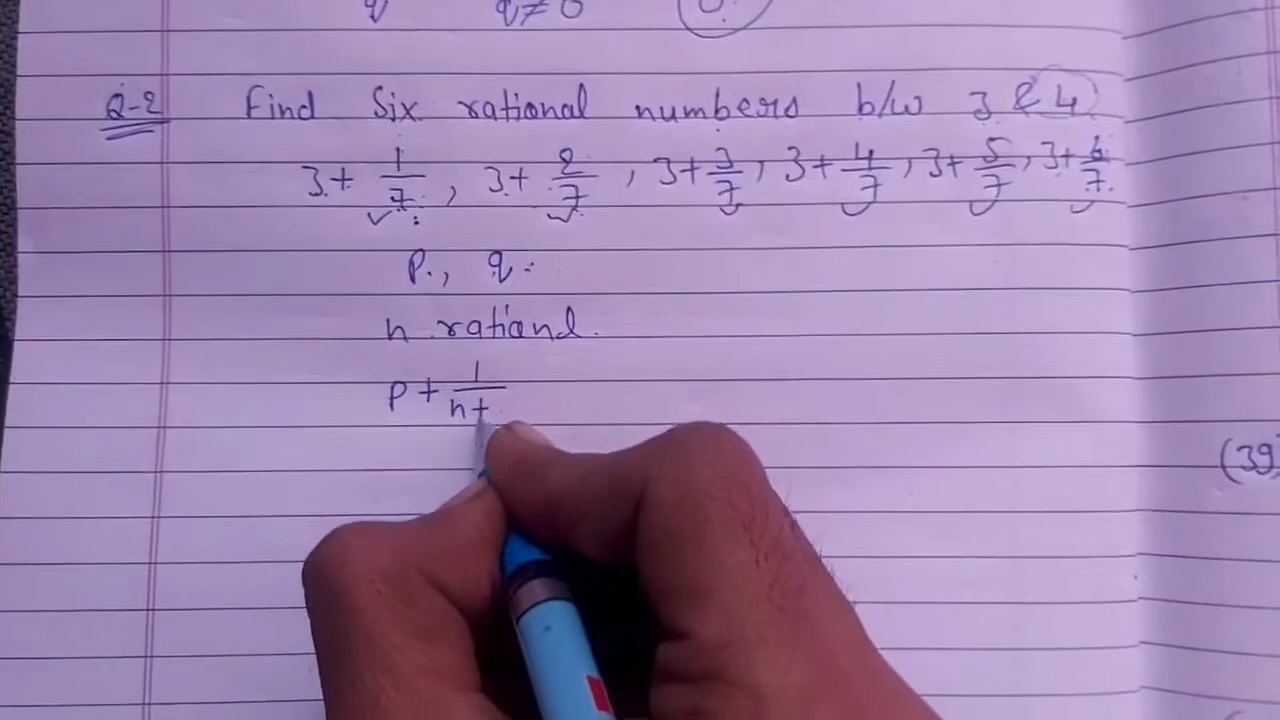 q q≠0
Q-2 Find Six rational numbers b/w 3 & 4
3+ 1/7, 3+ 2/7, 3+ 3/7, 3+ 4/7, 3+ 5/7, 3+ 6/7
p., q.
n rational.
p + 1/n+
(39